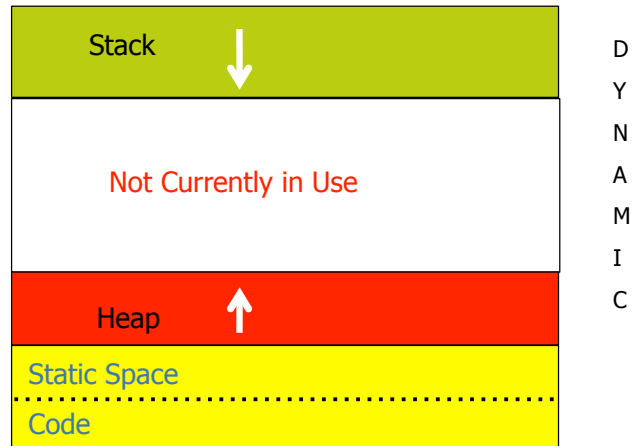 Stack
Not Currently in Use
Heap
Static Space
Code
D
Y
N
A
M
I
C